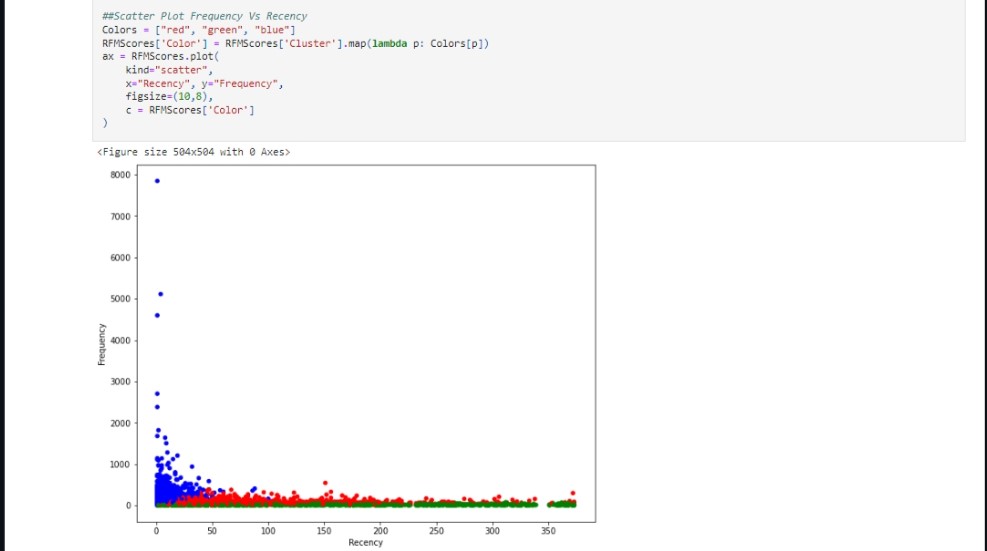 ##Scatter Plot Frequency Vs Recency
Colors = ["red", "green", "blue"]
RFMScores['Color'] = RFMScores['Cluster'].map(lambda p: Colors[p])
ax = RFMScores.plot(
    kind="scatter",
    x="Recency", y="Frequency",
    figsize=(10,8),
    c = RFMScores['Color']
)
<Figure size 504x504 with 0 Axes>
8000
7000
6000
5000
4000
3000
2000
1000
0
Frequency
0 50 100 150 200 250 300 350
Recency